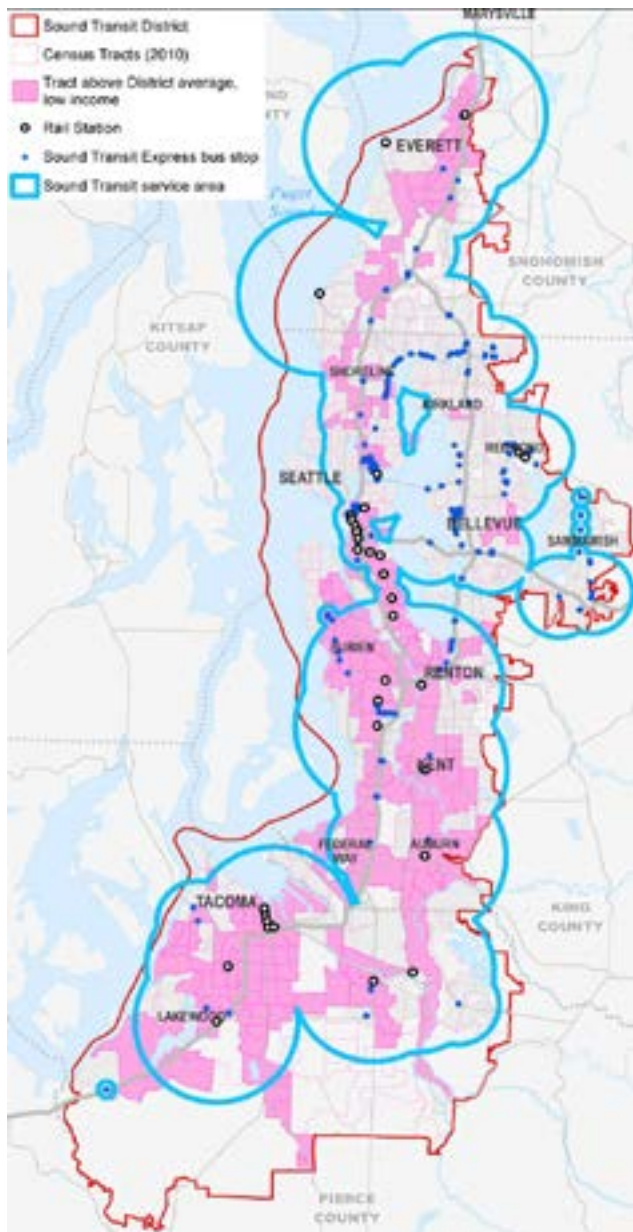 MARYSVILLE
Sound Transit District
Census Tracts (2010)
Tract above District average,
low income
Rail Station
Sound Transit Express bus stop
Sound Transit service area
COUNTY
EVERETT
Puget
SNOHOMISH
COUNTY
KITSAP
COUNTY
SHORELINE
KIRKLAND
REDMOND
SEATTLE
BELLEVUE
SAMMAMISH
BURIEN
RENTON
KENT
FEDERAL
WAY
AUBURN
TACOMA
KING
COUNTY
LAKEWOOD
PIERCE
COUNTY